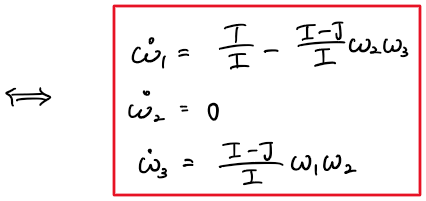 ⟺ ω̇₁ = T/I - (I-J)/I ω₂ω₃
ω̇₂ = 0
ω̇₃ = (I-J)/I ω₁ω₂